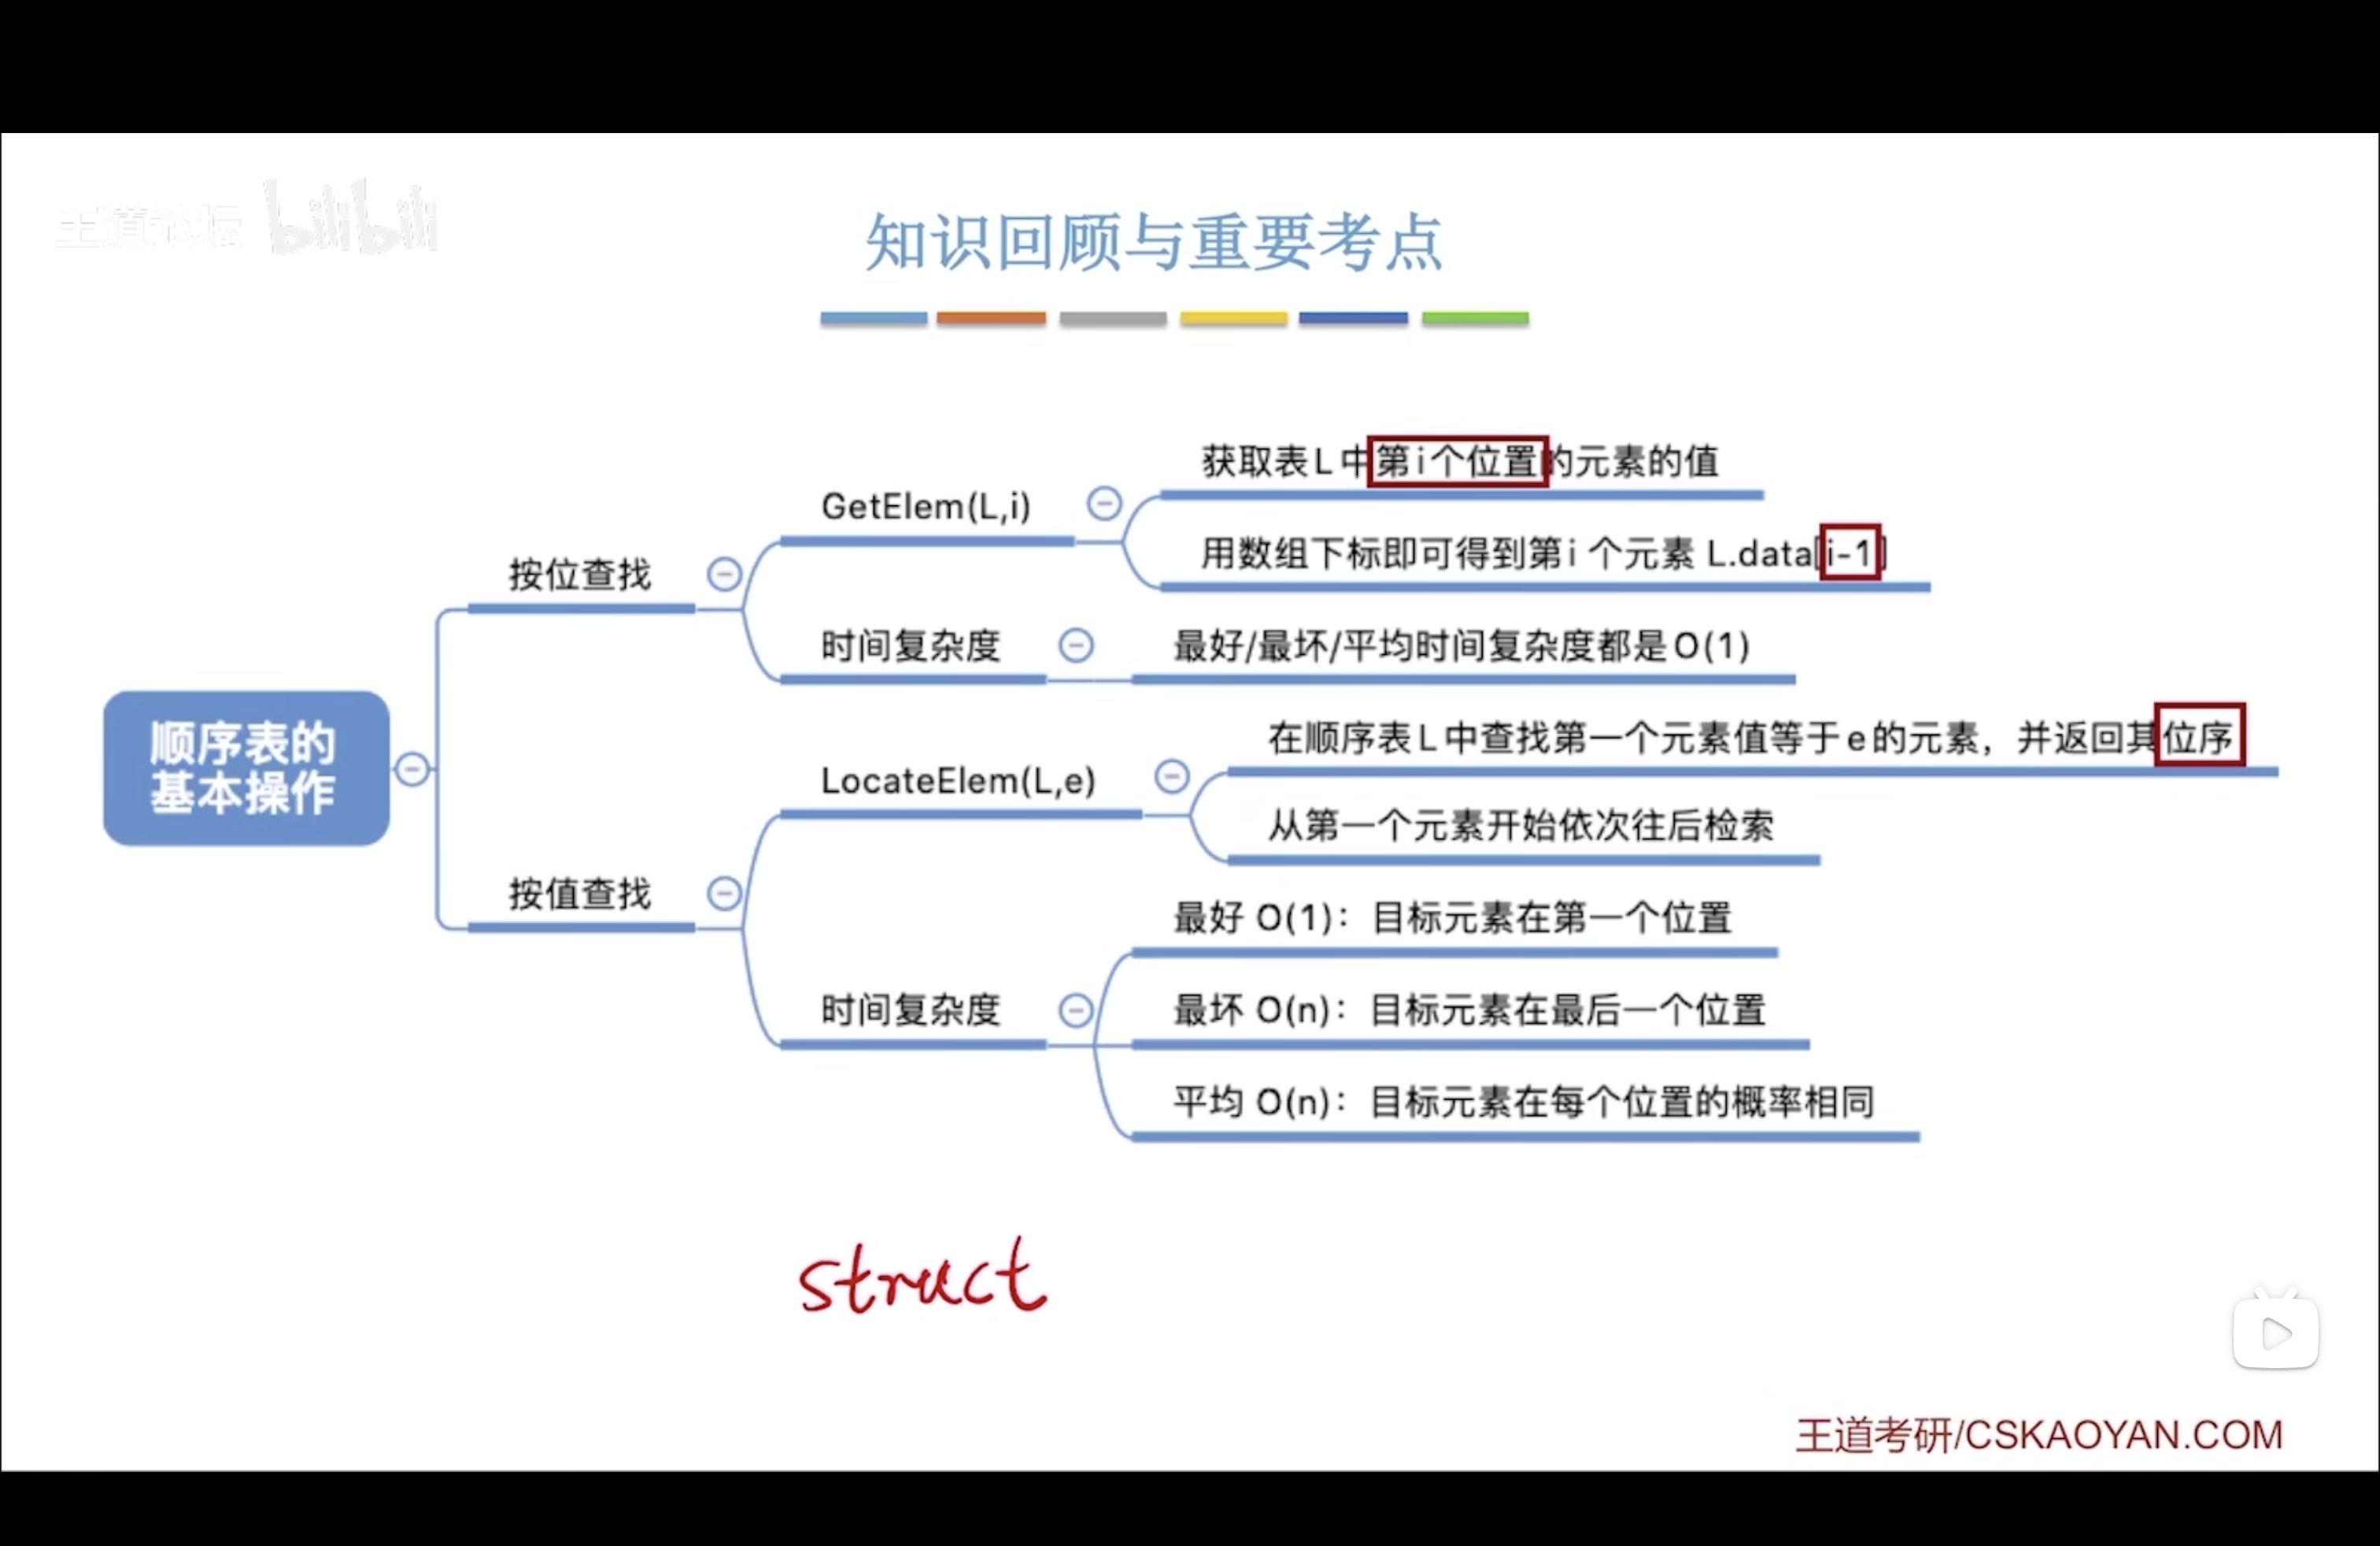 王道论坛 bilibili
知识回顾与重要考点
获取表L中第i个位置的元素的值
GetElem(L,i)
用数组下标即可得到第i个元素 L.data[i-1]
按位查找
时间复杂度
最好/最坏/平均时间复杂度都是O(1)
顺序表的
基本操作
在顺序表L中查找第一个元素值等于e的元素，并返回其位序
LocateElem(L,e)
从第一个元素开始依次往后检索
按值查找
最好 O(1)：目标元素在第一个位置
时间复杂度
最坏 O(n)：目标元素在最后一个位置
平均 O(n)：目标元素在每个位置的概率相同
struct
王道考研/CSKAOYAN.COM